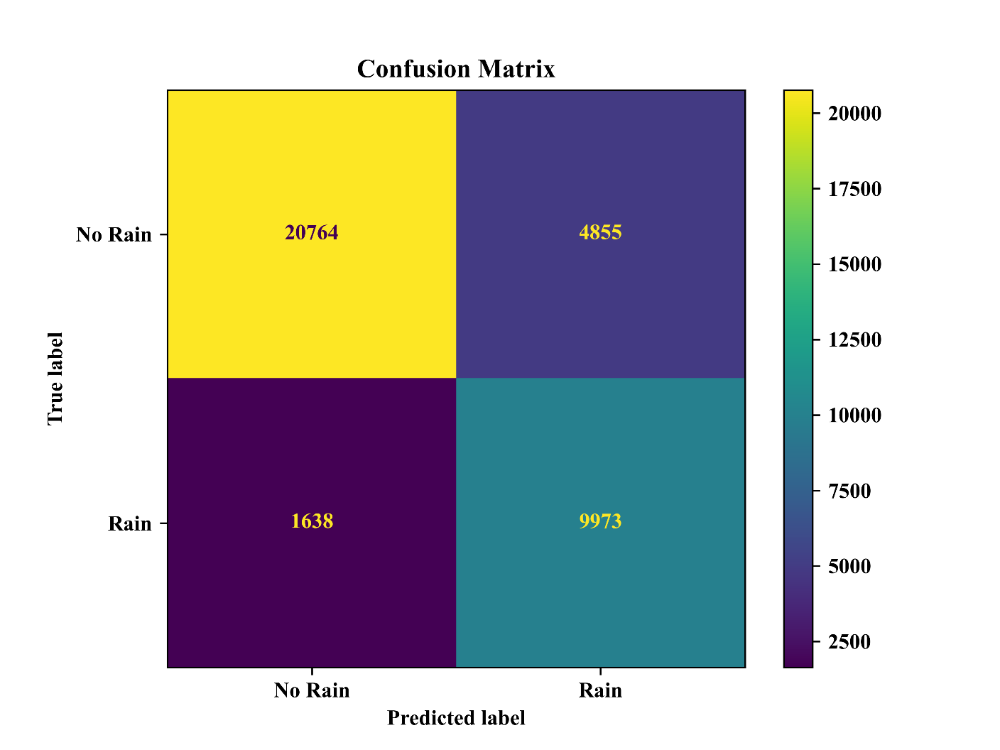 Confusion Matrix
No Rain
Rain
True label
20764
4855
1638
9973
No Rain
Rain
Predicted label
20000
17500
15000
12500
10000
7500
5000
2500